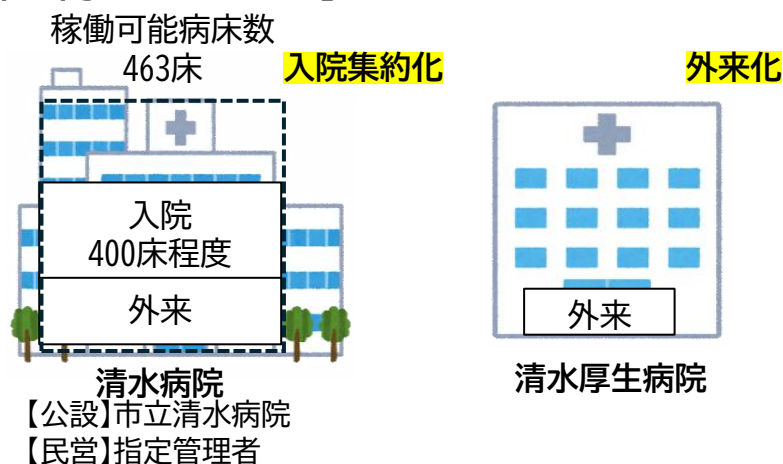 稼働可能病床数
463床
入院集約化
外来化
入院
400床程度
外来
外来
清水病院
清水厚生病院
【公設】市立清水病院
【民営】指定管理者